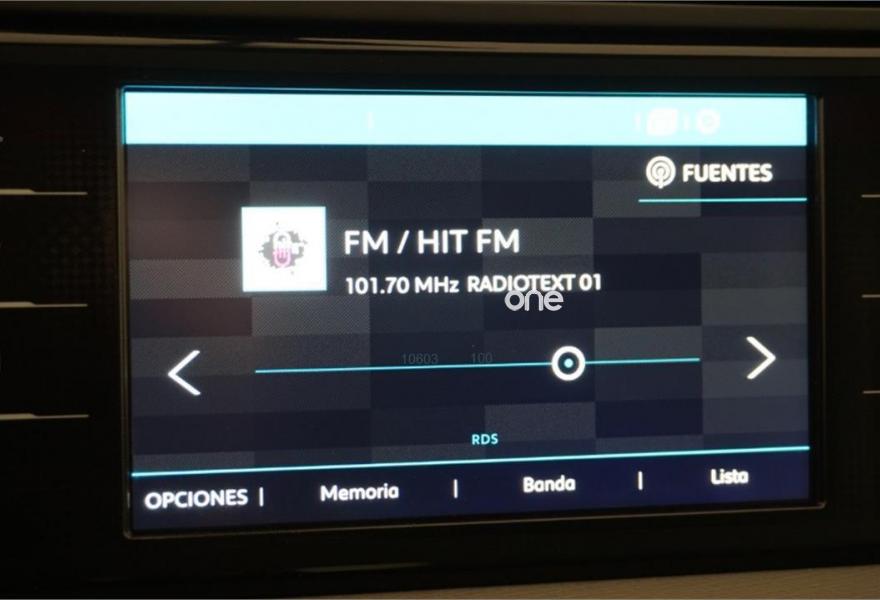 FUENTES
FM / HIT FM
101.70 MHz RADIOTEXT 01
one
10603 100
RDS
OPCIONES | Memoria | Banda | Lista